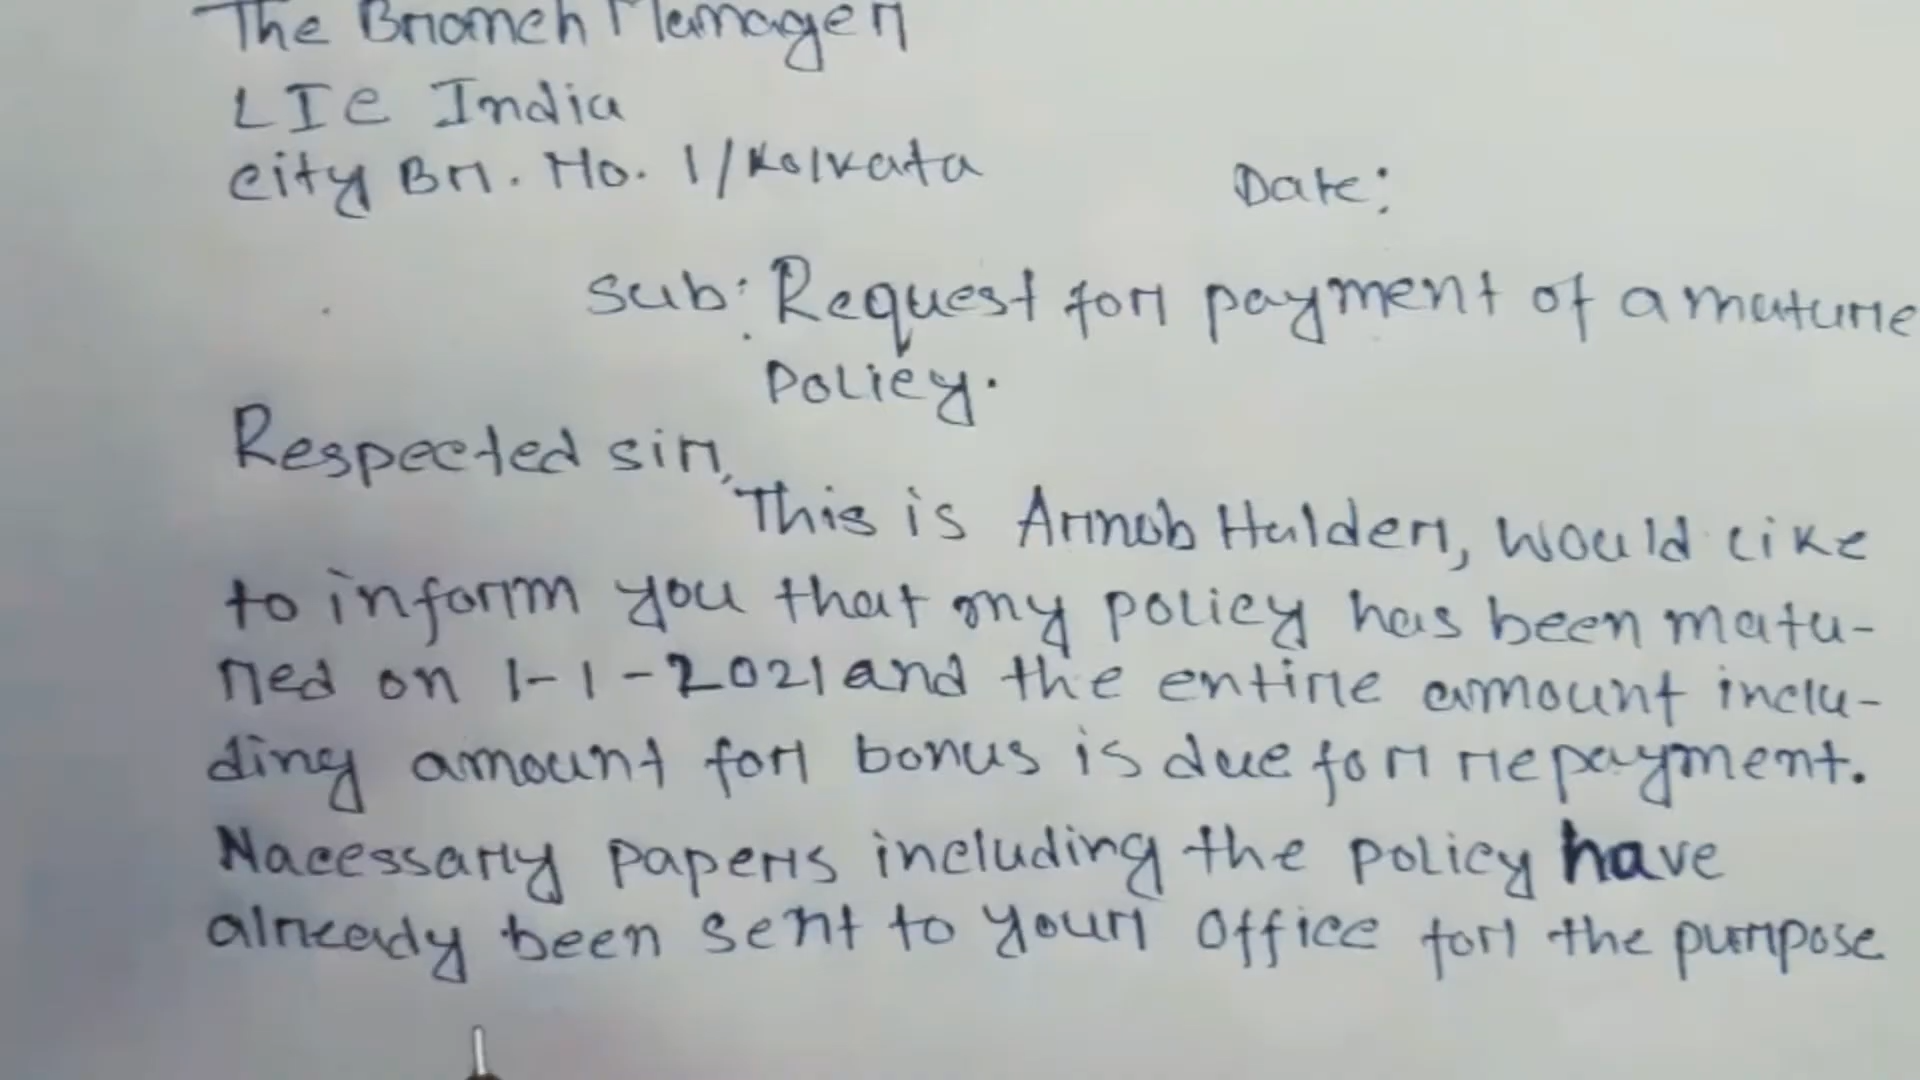 The Branch Manager
LIC India
city Br. No. 1/Kolkata
Date:
Sub: Request for payment of a mature
Policy.
Respected sir,
This is Arnab Halder, would like
to inform you that my policy has been matu-
red on 1-1-2021 and the entire amount inclu-
ding amount for bonus is due for repayment.
Nacessary papers including the policy have
already been sent to your office for the purpose